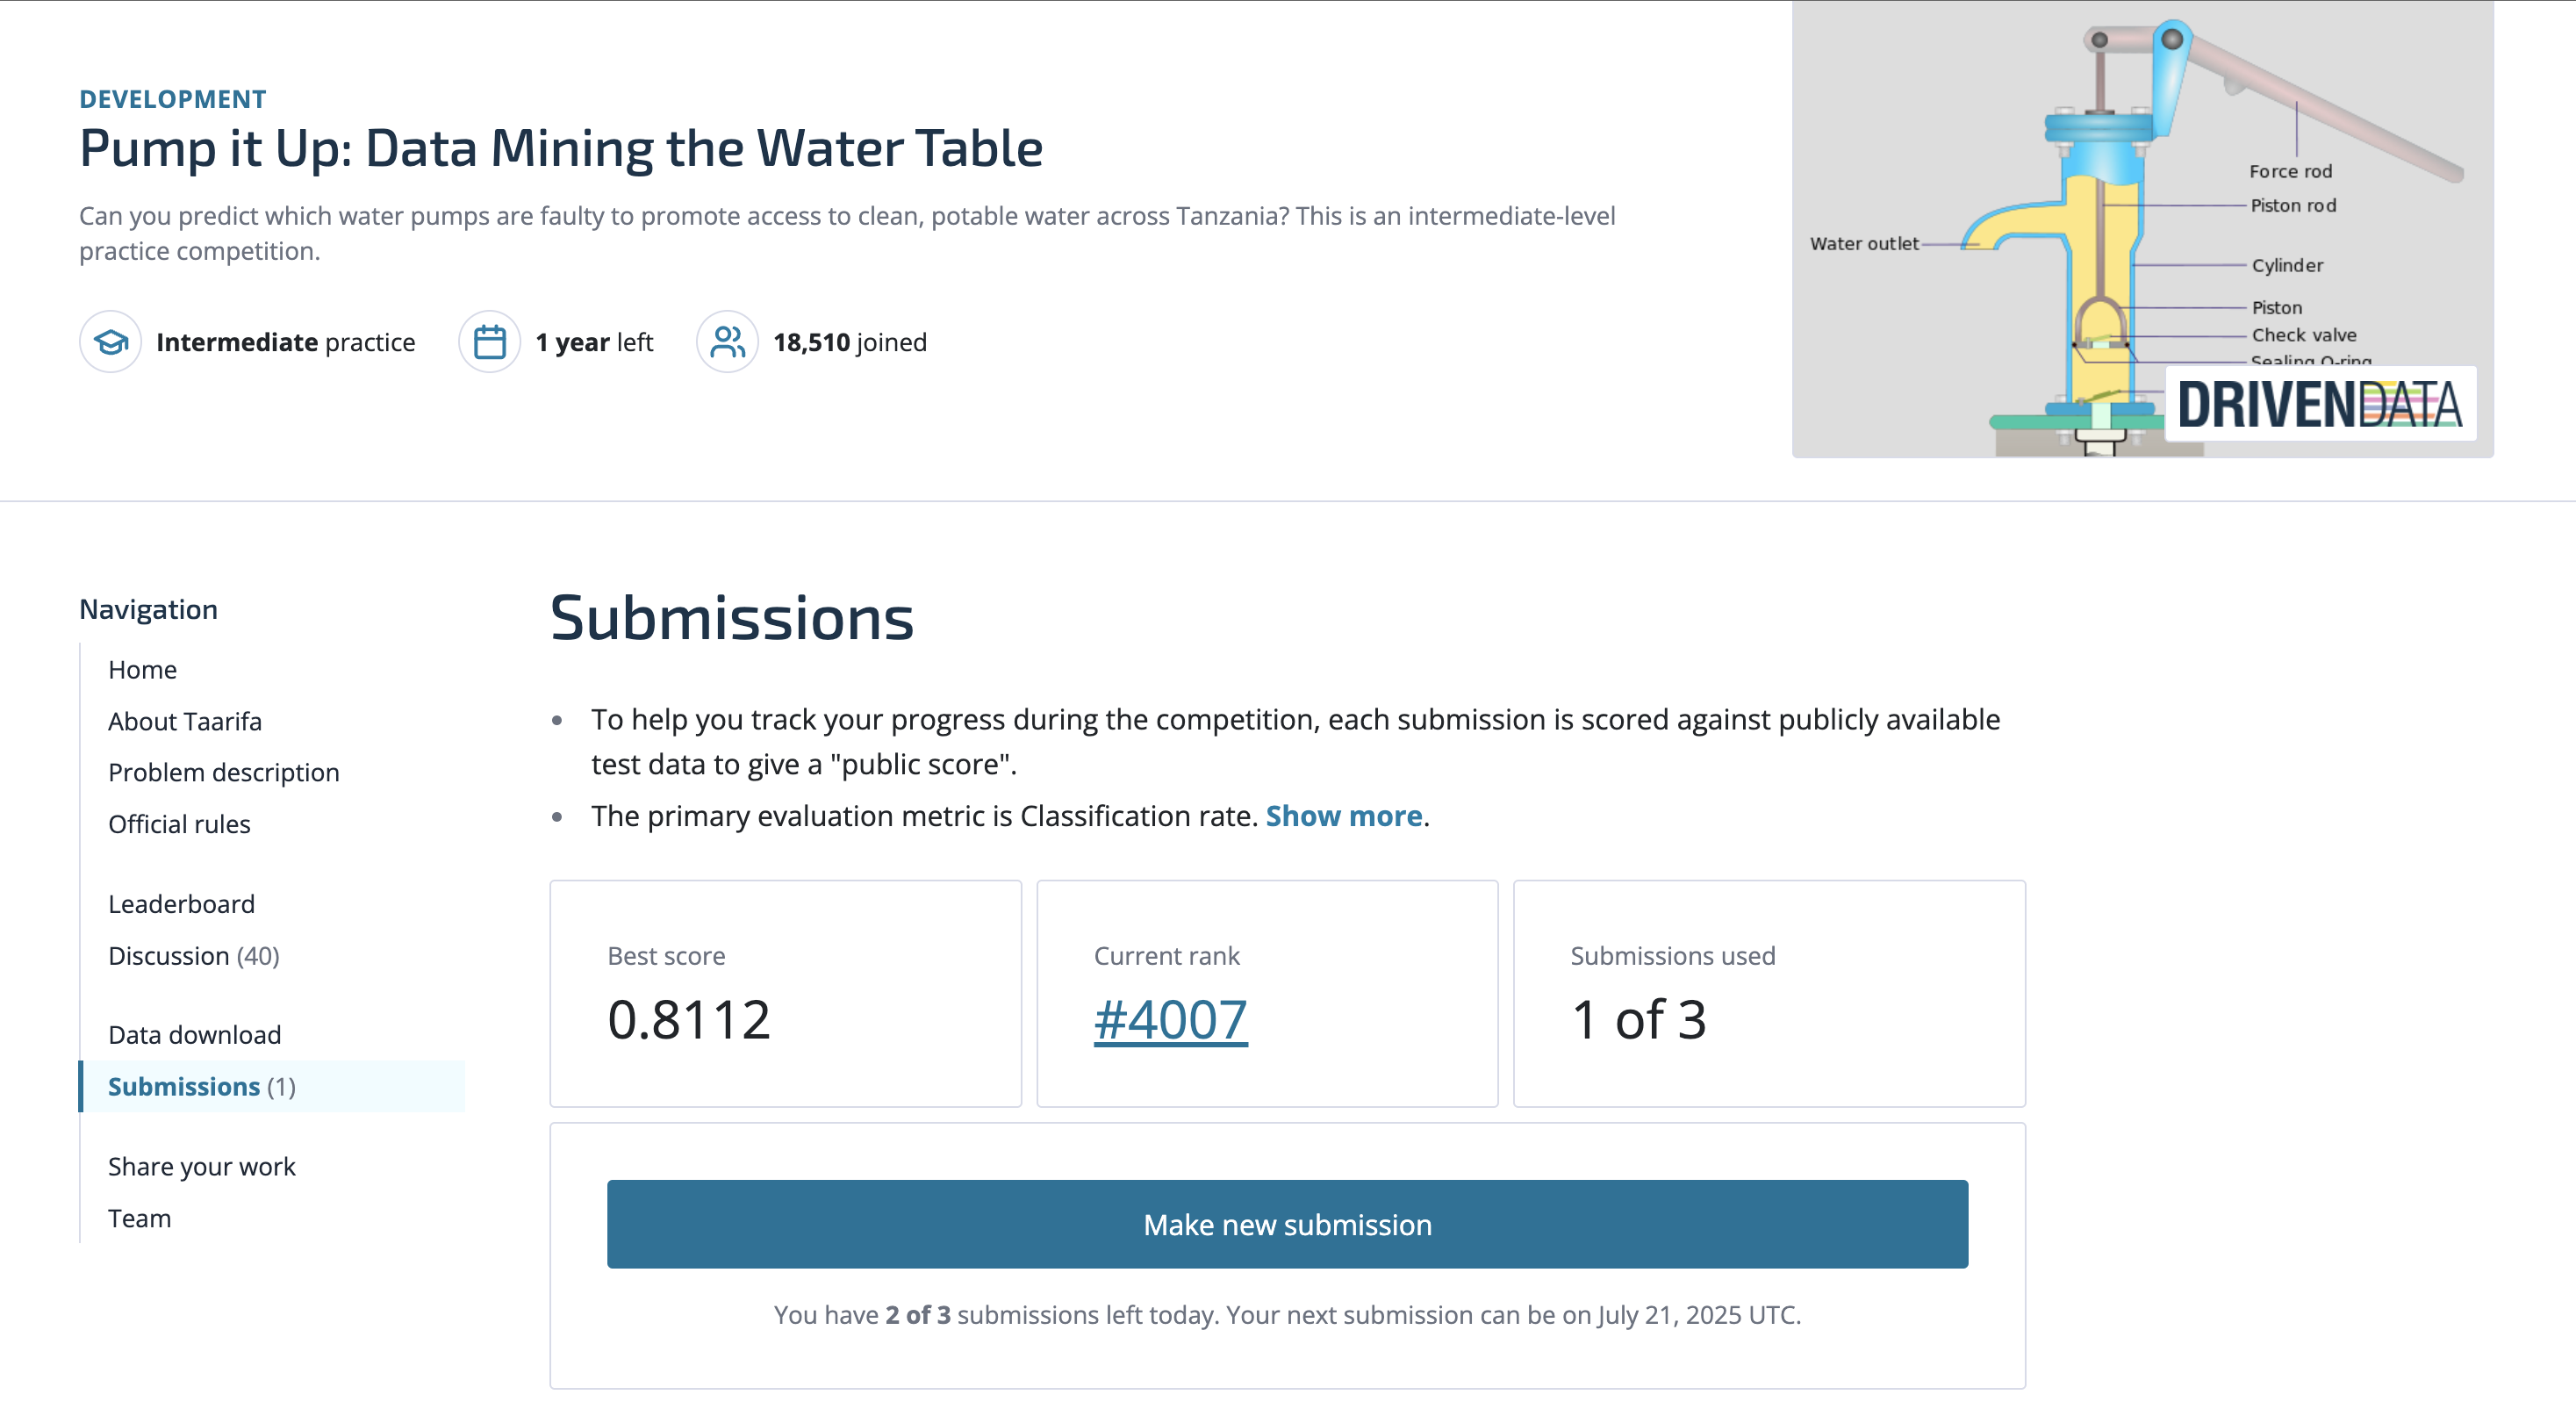 DEVELOPMENT
Pump it Up: Data Mining the Water Table
Can you predict which water pumps are faulty to promote access to clean, potable water across Tanzania? This is an intermediate-level
practice competition.
Intermediate practice
1 year left
18,510 joined
Force rod
Piston rod
Water outlet
Cylinder
Piston
Check valve
Sealing O-ring
DRIVENDATA
Navigation
Home
About Taarifa
Problem description
Official rules
Leaderboard
Discussion (40)
Data download
Submissions (1)
Share your work
Team
Submissions
• To help you track your progress during the competition, each submission is scored against publicly available
test data to give a "public score".
• The primary evaluation metric is Classification rate. Show more.
Best score
0.8112
Current rank
#4007
Submissions used
1 of 3
Make new submission
You have 2 of 3 submissions left today. Your next submission can be on July 21, 2025 UTC.